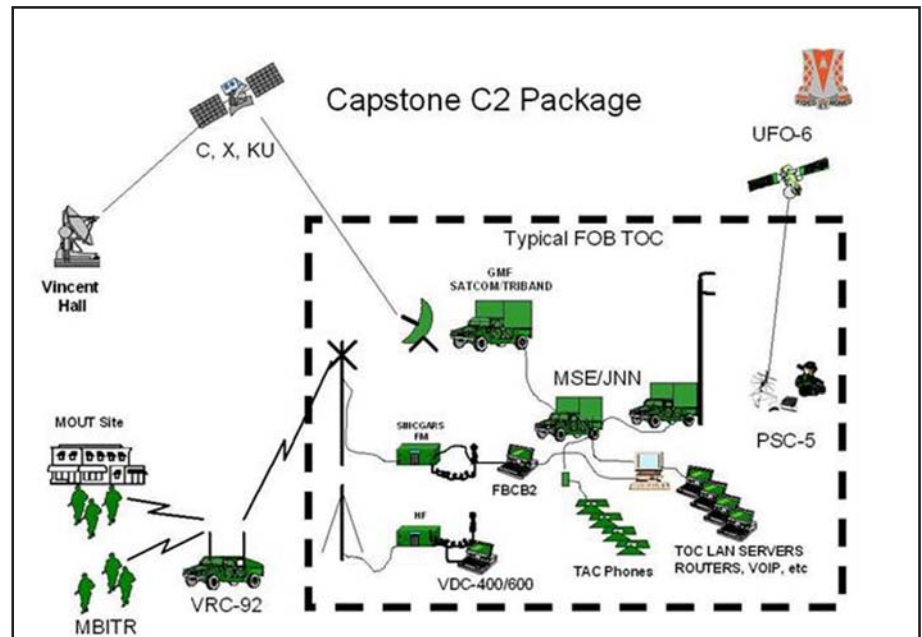 Capstone C2 Package
UFO-6
C, X, KU
Typical FOB TOC
Vincent
Hall
GMF
SATCOM/TRIBAND
MSE/JNN
MOUT Site
SINCGARS
FM
FBCB2
PSC-5
HF
VDC-400/600
TAC Phones
TOC LAN SERVERS
ROUTERS, VOIP, etc
VRC-92
MBITR